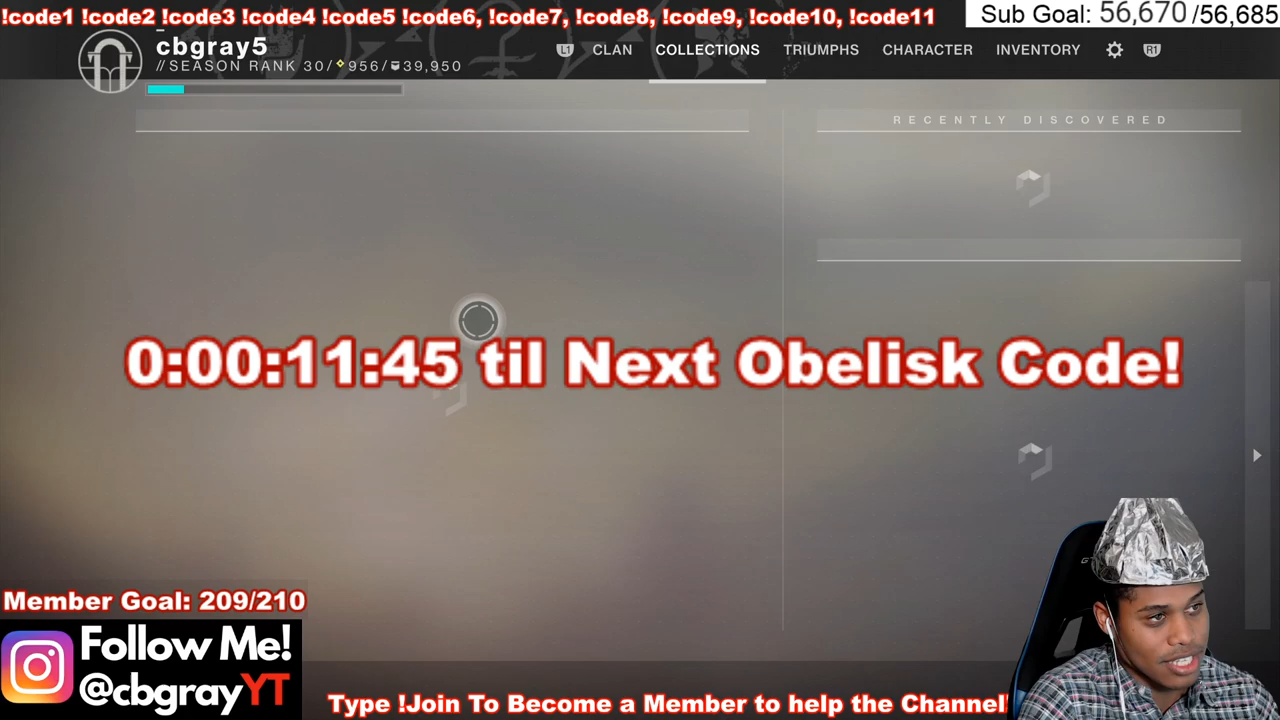 !code1 !code2 !code3 !code4 !code5 !code6, !code7, !code8, !code9, !code10, !code11
Sub Goal: 56,670 /56,685
cbgray5
//SEASON RANK 30/956/39,950
L1 CLAN COLLECTIONS TRIUMPHS CHARACTER INVENTORY R1
RECENTLY DISCOVERED
0:00:11:45 til Next Obelisk Code!
Member Goal: 209/210
Follow Me!
@cbgrayYT
Type !Join To Become a Member to help the Channel!